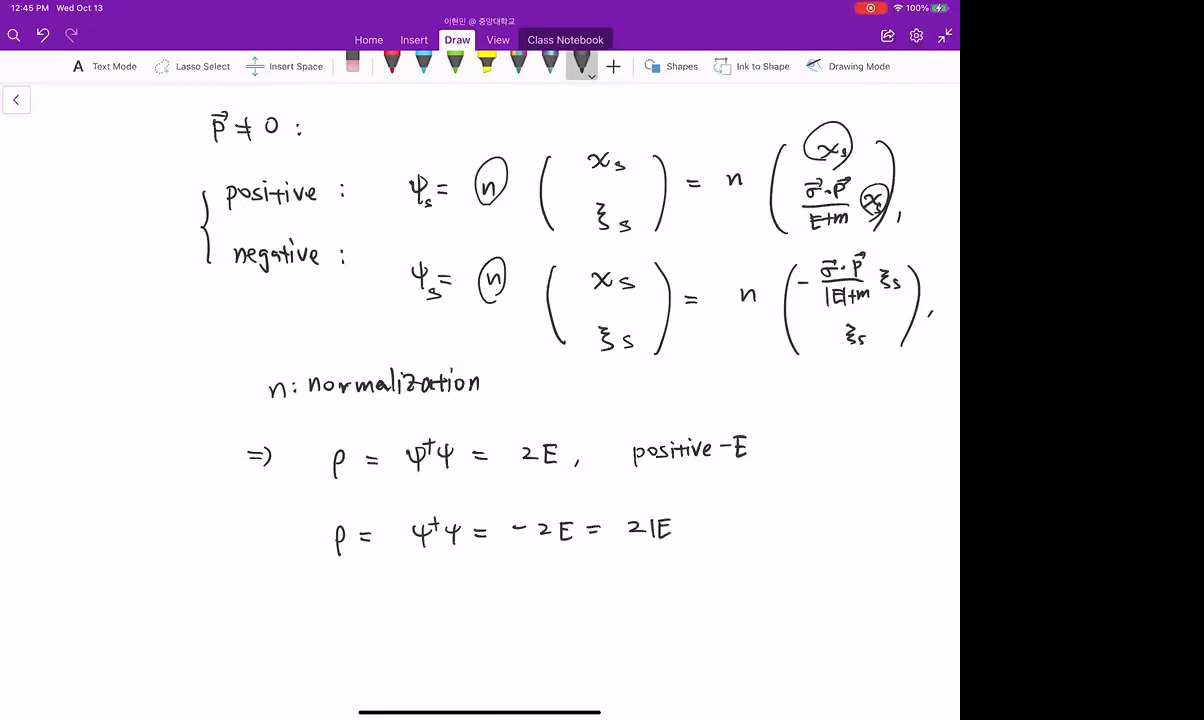 12:45 PM Wed Oct 13
100%
이현민 @ 중앙대학교
Home Insert Draw View Class Notebook
A Text Mode Lasso Select Insert Space Shapes Ink to Shape Drawing Mode
p⃗ ≠ 0 :
positive : ψₛ = n ( χₛ ; ξₛ ) = n ( χₛ ; σ⃗·p⃗/(E+m) χₛ ),
negative : ψₛ = n ( χₛ ; ξₛ ) = n ( - σ⃗·p⃗/(|E|+m) ξₛ ; ξₛ ),
n: normalization
⇒) ρ = ψ†ψ = 2E , positive-E
ρ = ψ†ψ = -2E = 2|E